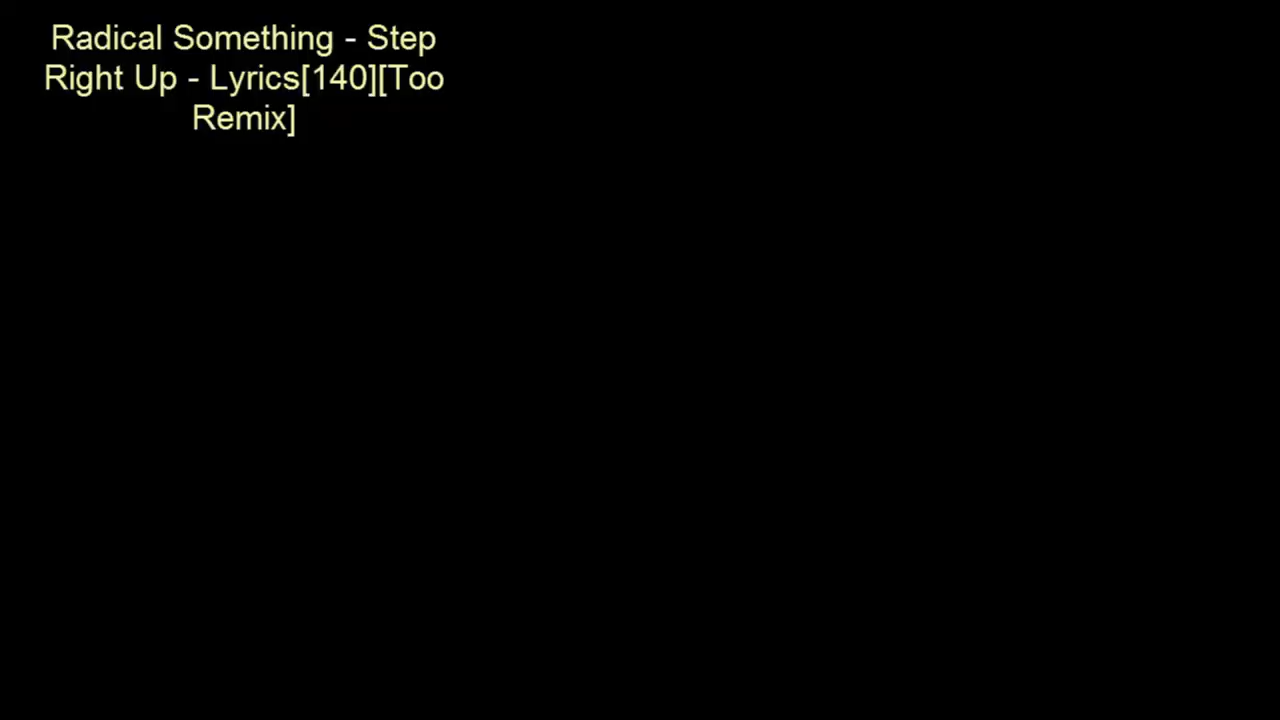 Radical Something - Step
Right Up - Lyrics[140][Too
Remix]